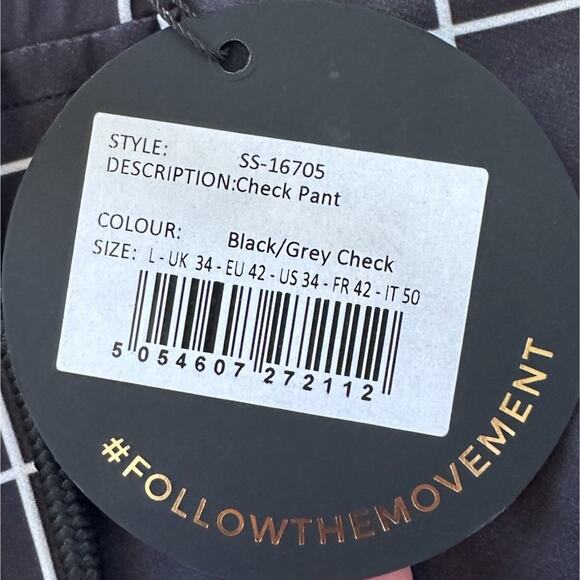 STYLE: SS-16705
DESCRIPTION:Check Pant
COLOUR: Black/Grey Check
SIZE: L - UK 34 - EU 42 - US 34 - FR 42 - IT 50
5 054607 272112
#FOLLOWTHEMOVEMENT